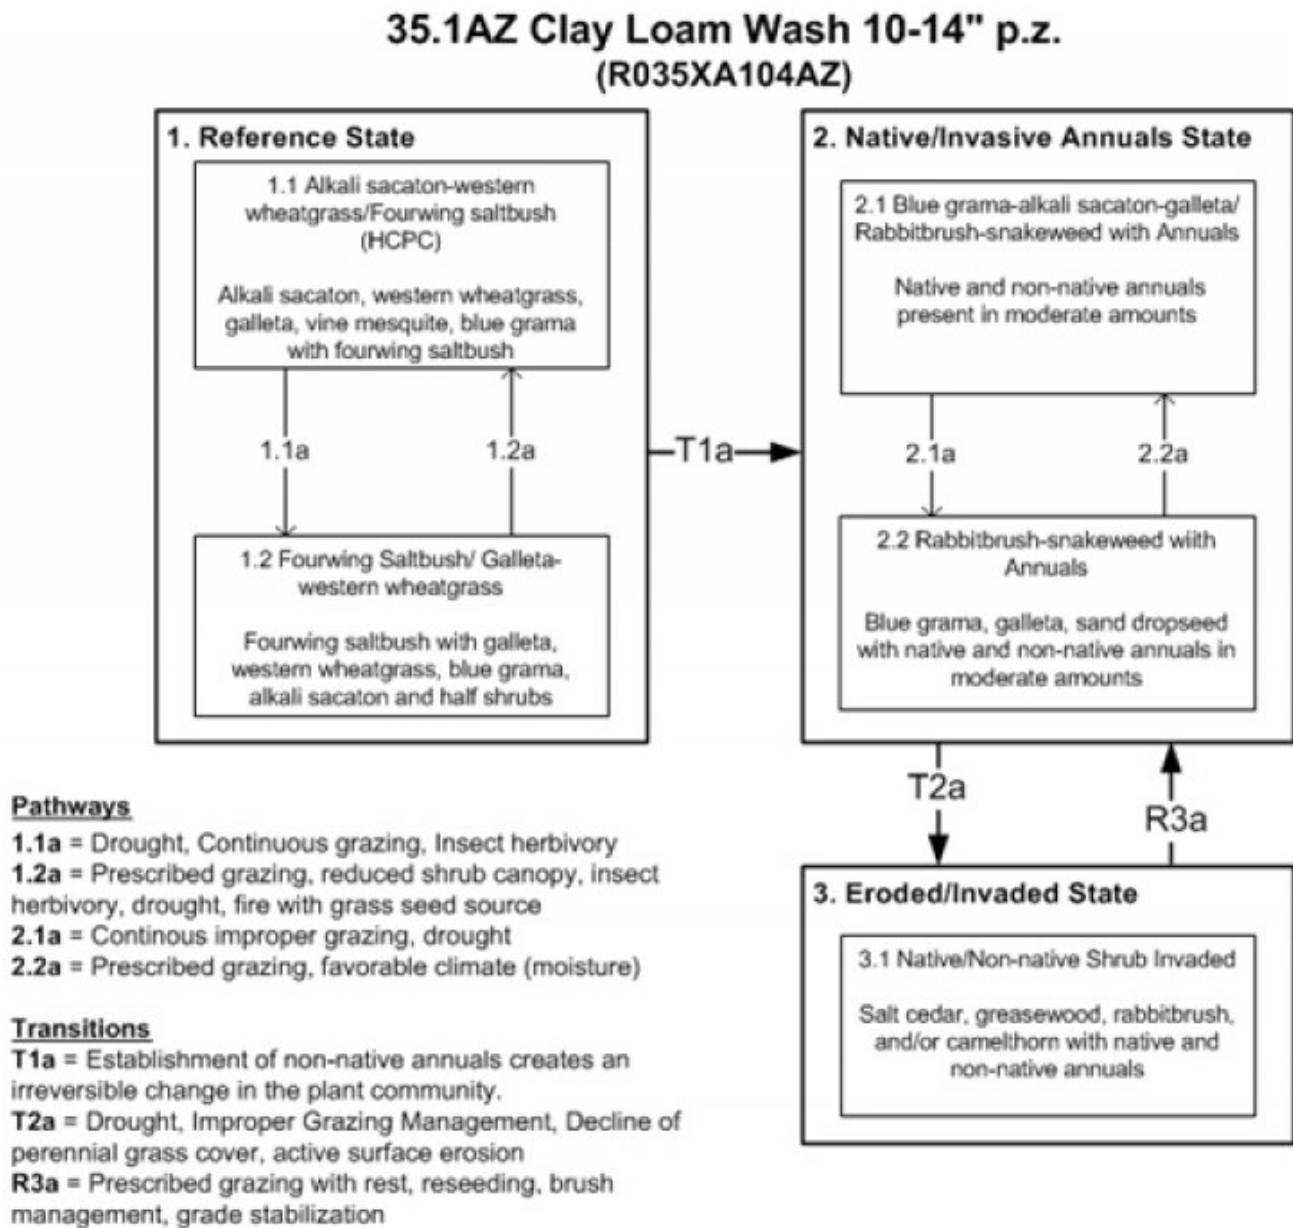 35.1AZ Clay Loam Wash 10-14" p.z.
(R035XA104AZ)
1. Reference State
1.1 Alkali sacaton-western
wheatgrass/Fourwing saltbush
(HCPC)
Alkali sacaton, western wheatgrass,
galleta, vine mesquite, blue grama
with fourwing saltbush
1.1a
1.2a
1.2 Fourwing Saltbush/ Galleta-
western wheatgrass
Fourwing saltbush with galleta,
western wheatgrass, blue grama,
alkali sacaton and half shrubs
T1a
2. Native/Invasive Annuals State
2.1 Blue grama-alkali sacaton-galleta/
Rabbitbrush-snakeweed with Annuals
Native and non-native annuals
present in moderate amounts
2.1a
2.2a
2.2 Rabbitbrush-snakeweed wiith
Annuals
Blue grama, galleta, sand dropseed
with native and non-native annuals in
moderate amounts
T2a
R3a
3. Eroded/Invaded State
3.1 Native/Non-native Shrub Invaded
Salt cedar, greasewood, rabbitbrush,
and/or camelthorn with native and
non-native annuals
Pathways
1.1a = Drought, Continuous grazing, Insect herbivory
1.2a = Prescribed grazing, reduced shrub canopy, insect
herbivory, drought, fire with grass seed source
2.1a = Continous improper grazing, drought
2.2a = Prescribed grazing, favorable climate (moisture)
Transitions
T1a = Establishment of non-native annuals creates an
irreversible change in the plant community.
T2a = Drought, Improper Grazing Management, Decline of
perennial grass cover, active surface erosion
R3a = Prescribed grazing with rest, reseeding, brush
management, grade stabilization